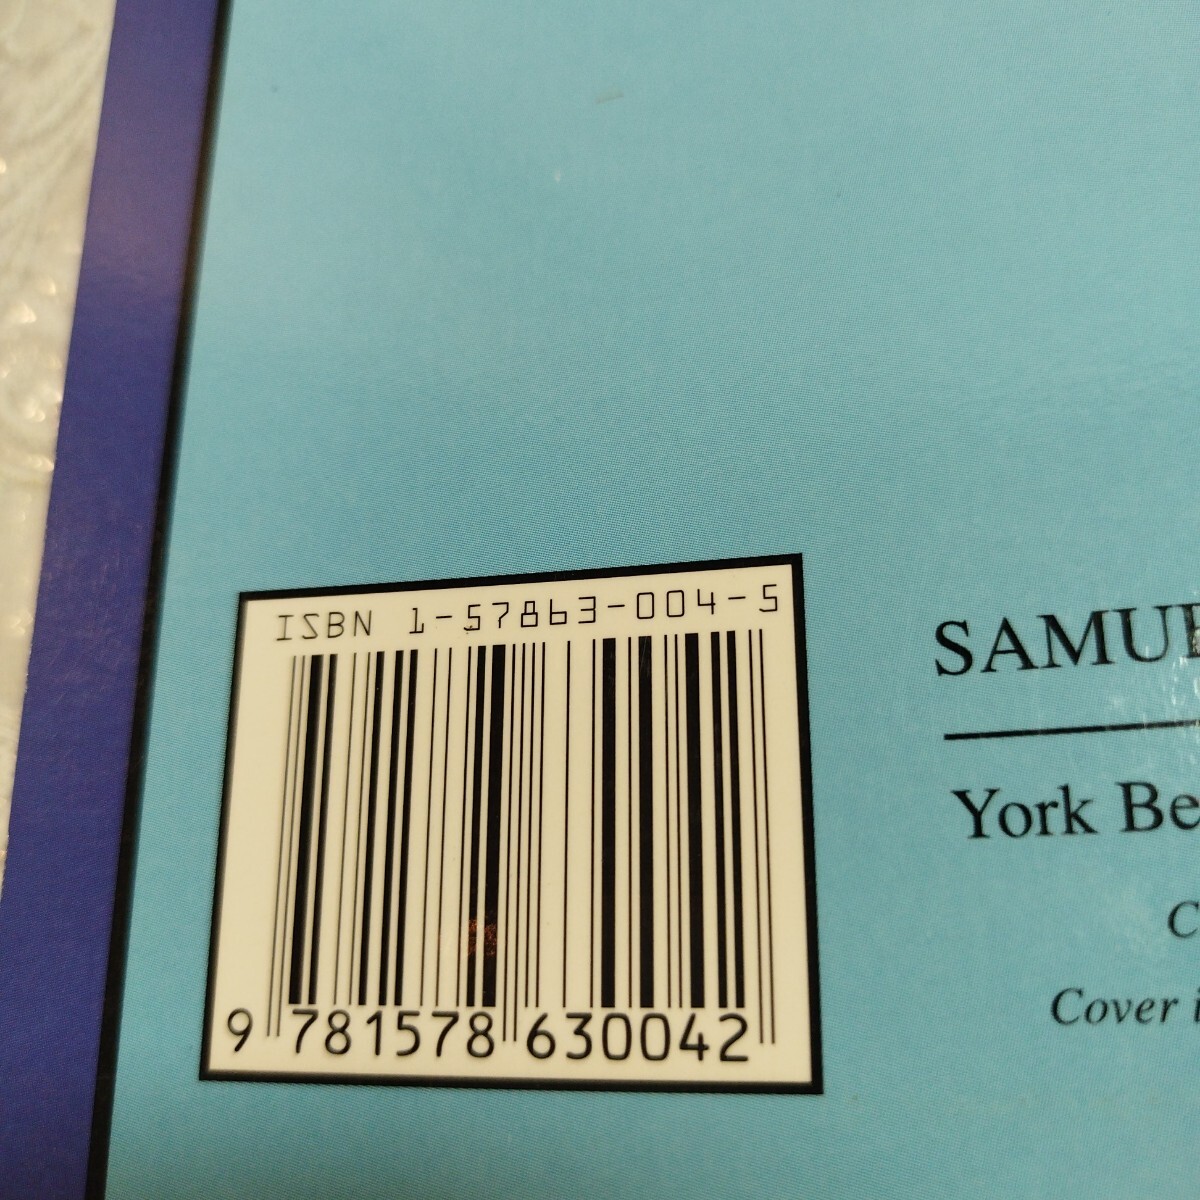 ISBN 1-57863-004-5
9 781578 630042
SAMUE
York Be
C
Cover i